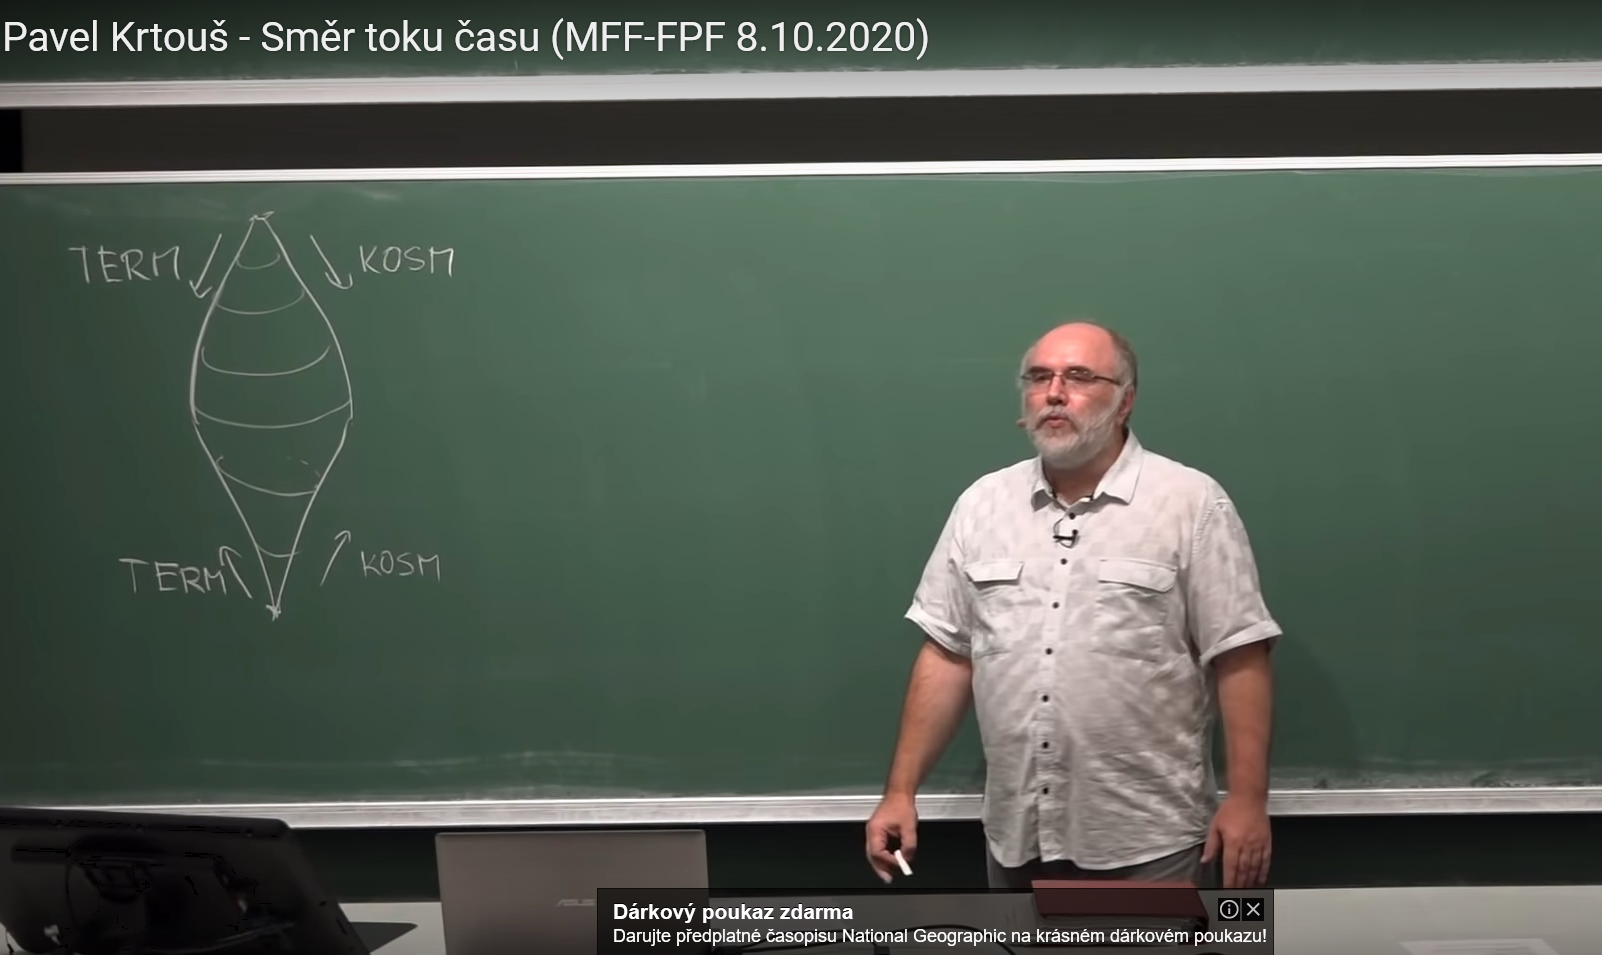 Pavel Krtouš - Směr toku času (MFF-FPF 8.10.2020)
TERM KOSM
TERM KOSM
ASUS
Dárkový poukaz zdarma
Darujte předplatné časopisu National Geographic na krásném dárkovém poukazu!